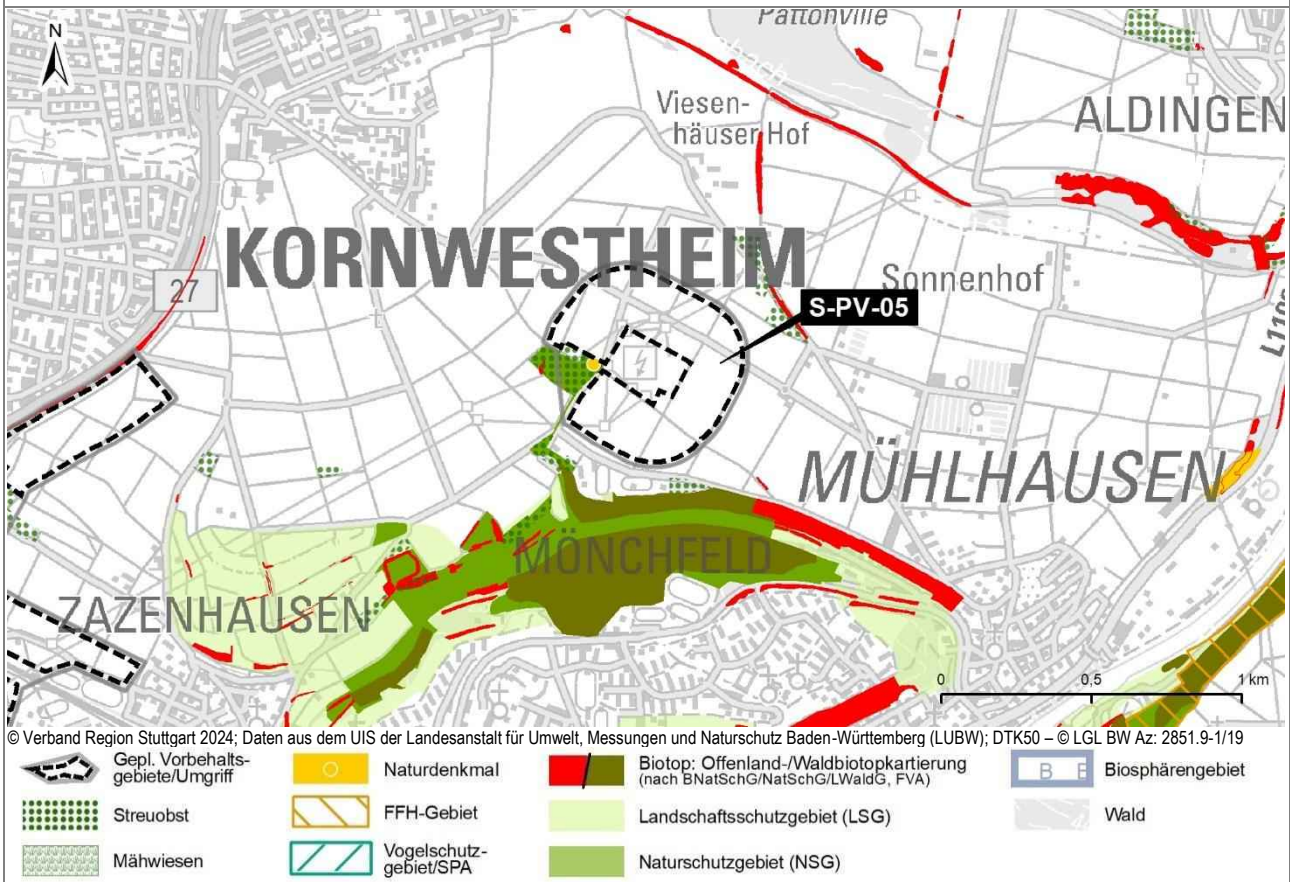 N
Pattonville
bach
Viesen-
häuser Hof
ALDINGEN
KORNWESTHEIM
27
Sonnenhof
S-PV-05
L1100
MÜHLHAUSEN
MÖNCHFELD
ZAZENHAUSEN
0 0,5 1 km
© Verband Region Stuttgart 2024; Daten aus dem UIS der Landesanstalt für Umwelt, Messungen und Naturschutz Baden-Württemberg (LUBW); DTK50 – © LGL BW Az: 2851.9-1/19
Gepl. Vorbehalts-
gebiete/Umgriff
Naturdenkmal
Biotop: Offenland-/Waldbiotopkartierung
(nach BNatSchG/NatSchG/LWaldG, FVA)
B E Biosphärengebiet
Streuobst
FFH-Gebiet
Landschaftsschutzgebiet (LSG)
Wald
Mähwiesen
Vogelschutz-
gebiet/SPA
Naturschutzgebiet (NSG)